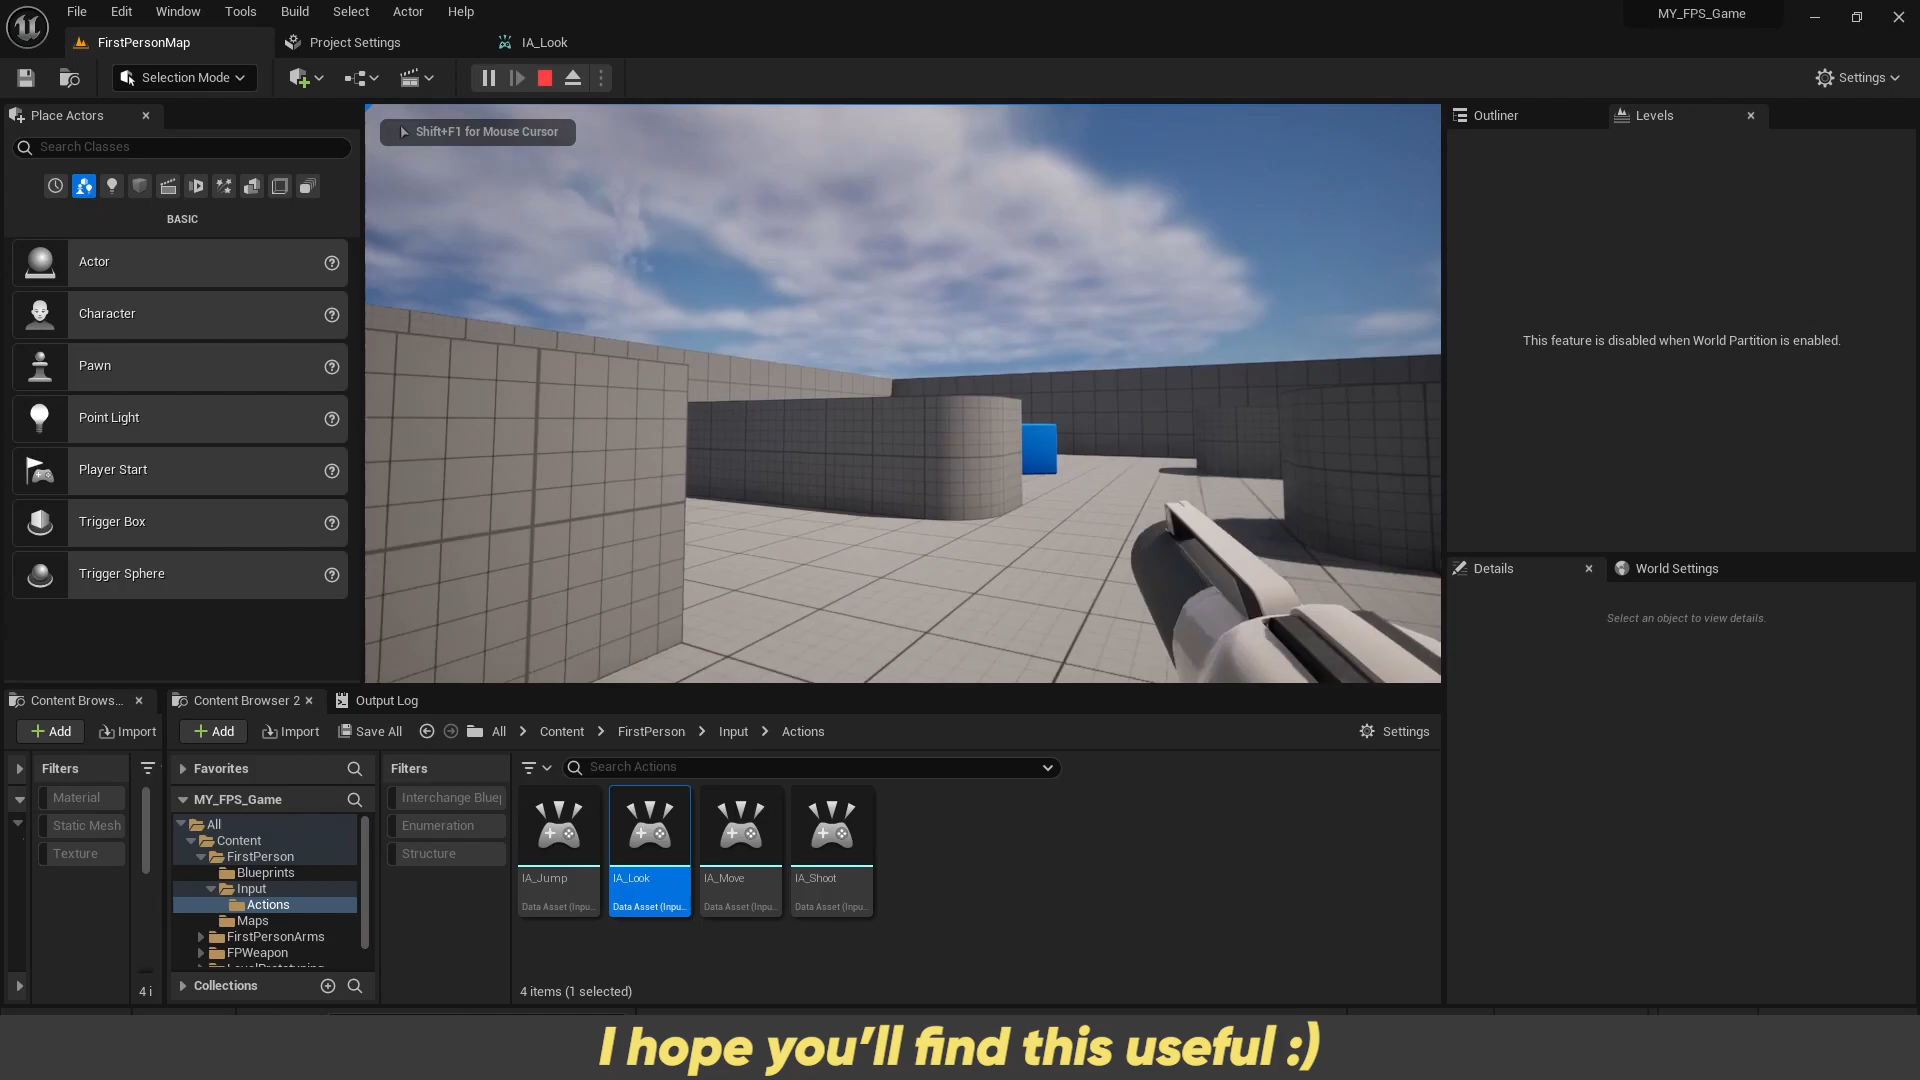 File Edit Window Tools Build Select Actor Help
MY_FPS_Game
FirstPersonMap
Project Settings
IA_Look
Selection Mode
Settings
Place Actors
Search Classes
BASIC
Actor
Character
Pawn
Point Light
Player Start
Trigger Box
Trigger Sphere
Shift+F1 for Mouse Cursor
Outliner
Levels
This feature is disabled when World Partition is enabled.
Details
World Settings
Select an object to view details.
Content Brows...
Content Browser 2
Output Log
Add
Import
Add
Import
Save All
All
Content
FirstPerson
Input
Actions
Settings
Filters
Material
Static Mesh
Texture
4 i
Favorites
MY_FPS_Game
All
Content
FirstPerson
Blueprints
Input
Actions
Maps
FirstPersonArms
FPWeapon
Collections
Filters
Interchange Bluep
Enumeration
Structure
Search Actions
IA_Jump
Data Asset (Inpu...
IA_Look
Data Asset (Inpu...
IA_Move
Data Asset (Inpu...
IA_Shoot
Data Asset (Inpu...
4 items (1 selected)
I hope you'll find this useful :)